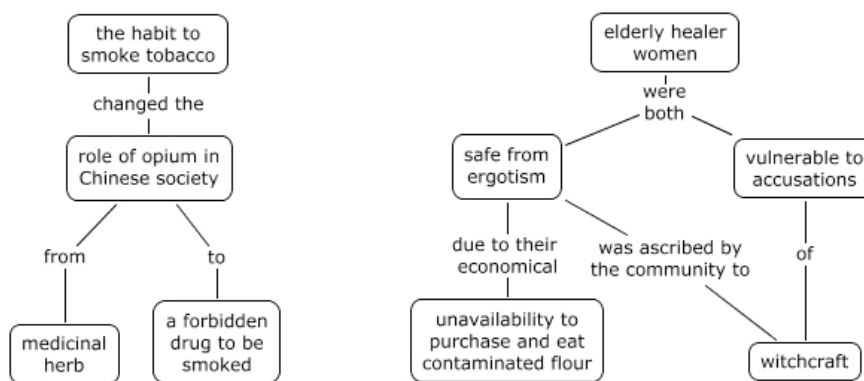 the habit to
smoke tobacco
changed the
role of opium in
Chinese society
from
to
medicinal
herb
a forbidden
drug to be
smoked
elderly healer
women
were
both
safe from
ergotism
vulnerable to
accusations
due to their
economical
was ascribed by
the community to
of
unavailability to
purchase and eat
contaminated flour
witchcraft